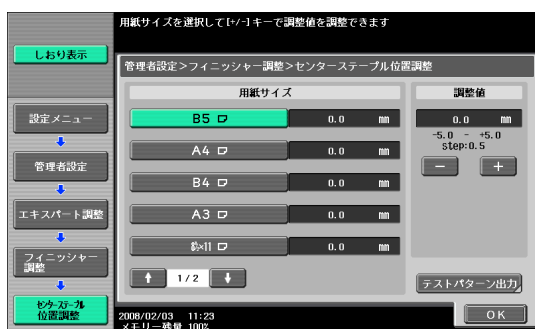 用紙サイズを選択して[+/-]キーで調整値を調整できます
しおり表示
管理者設定>フィニッシャー調整>センターステープル位置調整
用紙サイズ
調整値
設定メニュー
管理者設定
エキスパート調整
フィニッシャー
調整
センターステープル
位置調整
B5 0.0 mm
A4 0.0 mm
B4 0.0 mm
A3 0.0 mm
8½×11 0.0 mm
0.0 mm
-5.0 - +5.0
step:0.5
- +
↑ 1/2 ↓
テストパターン出力
2008/02/03 11:23
メモリー残量 100%
OK